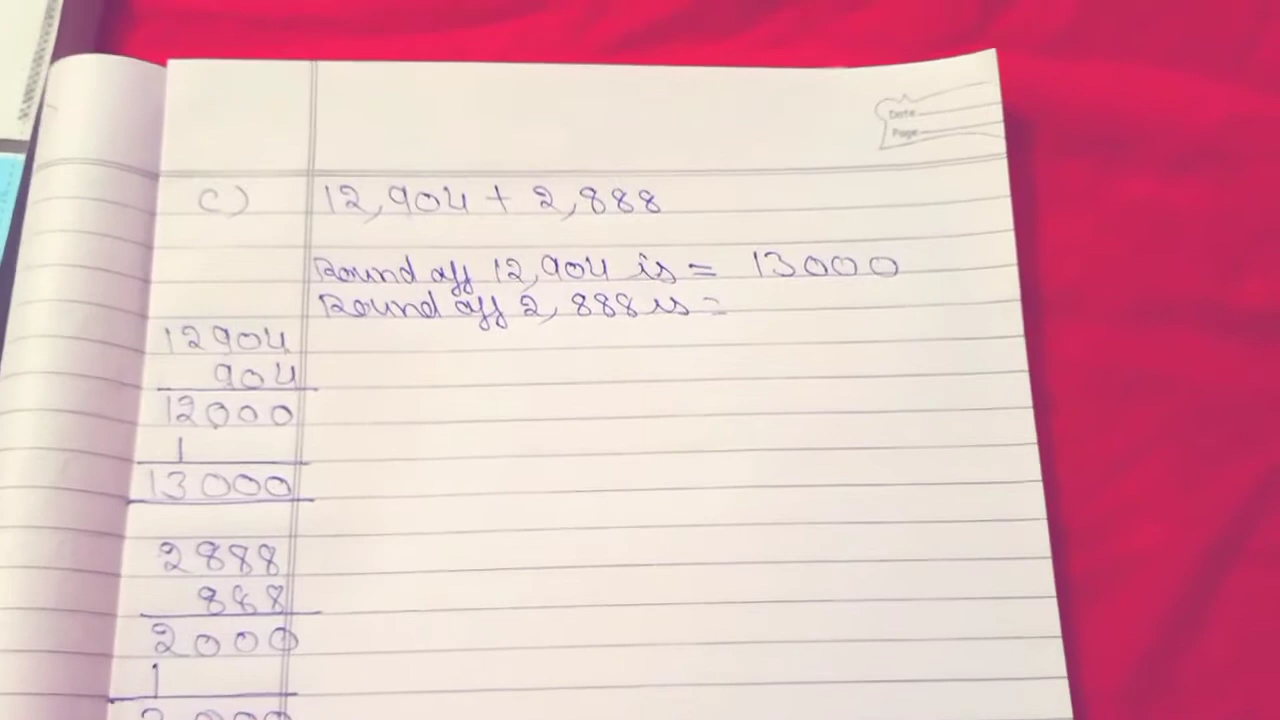 Date
Page
c) 12,904 + 2,888
Round off 12,904 is = 13000
Round off 2,888 is =
12904
904
12000
1
13000
2888
888
2000
1
3000